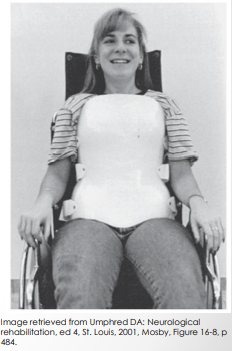 Image retrieved from Umphred DA: Neurological
rehabilitation, ed 4, St. Louis, 2001, Mosby, Figure 16-8, p
484.